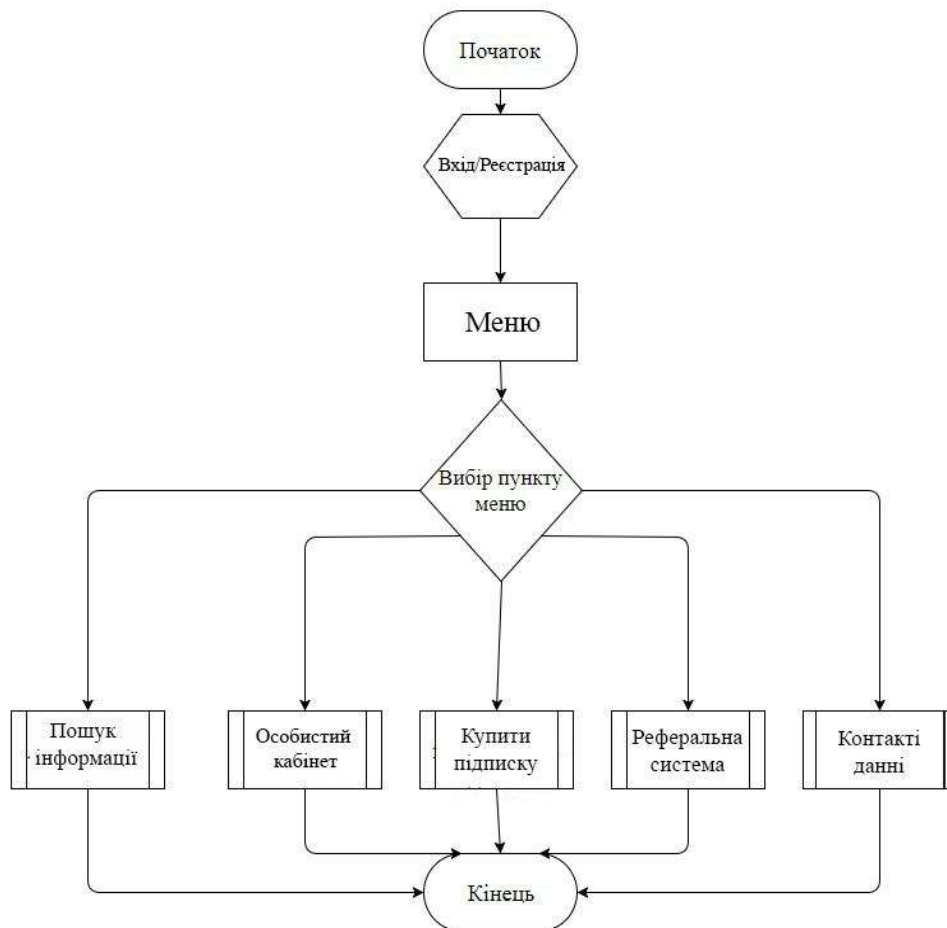 Початок
Вхід/Реєстрація
Меню
Вибір пункту
меню
Пошук
інформації
Особистий
кабінет
Купити
підписку
Реферальна
система
Контакті
данні
Кінець